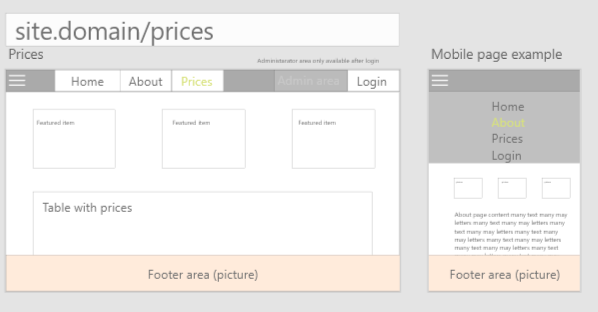 site.domain/prices
Prices
Administarator area only available after login
Home
About
Prices
Admin area
Login
Featured item
Featured item
Featured item
Table with prices
Footer area (picture)
Mobile page example
Home
About
Prices
Login
About page content many text many may
letters many text many may letters many
text many may letters many text many
may letters many text many may letters
many text many may letters many text
Footer area (picture)